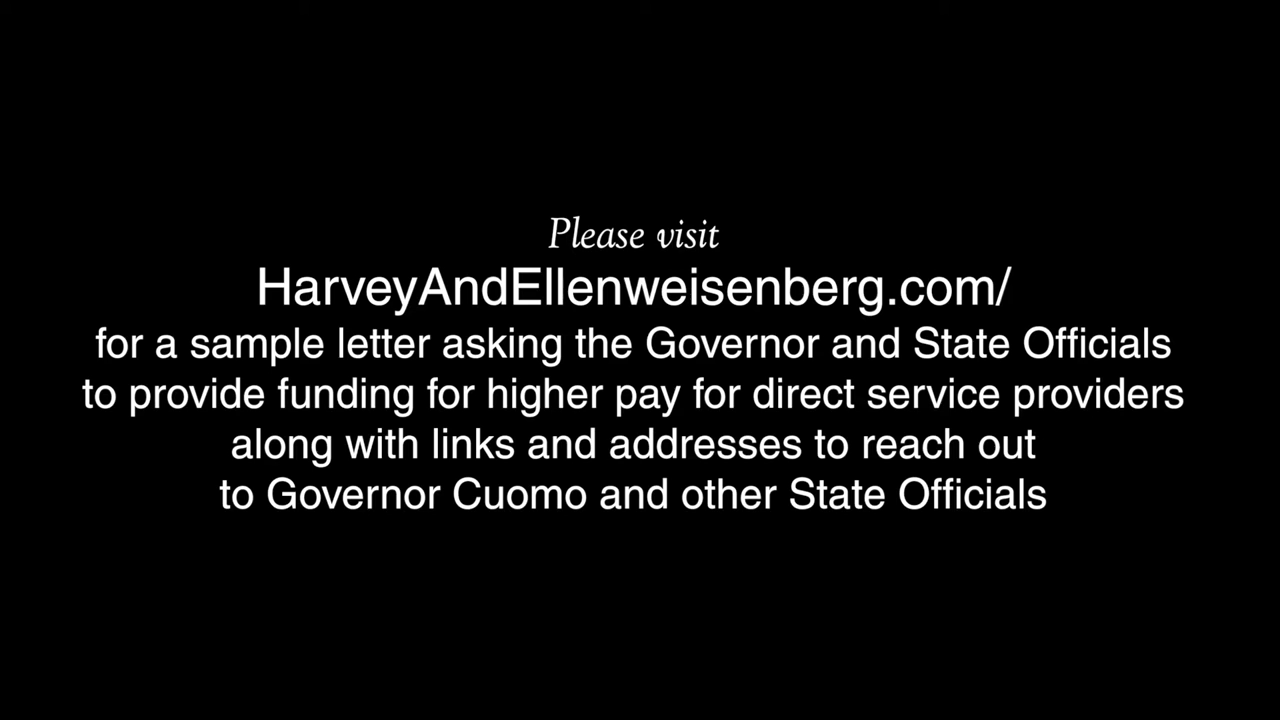 Please visit
HarveyAndEllenweisenberg.com/
for a sample letter asking the Governor and State Officials
to provide funding for higher pay for direct service providers
along with links and addresses to reach out
to Governor Cuomo and other State Officials